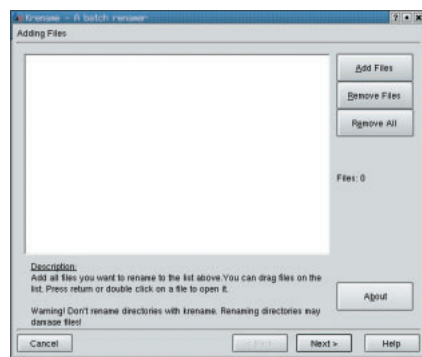 Krename - A batch renamer
Adding Files
Add Files
Remove Files
Remove All
Files: 0
Description:
Add all files you want to rename to the list above.You can drag files on the
list. Press return or double click on a file to open it.
Warning! Don't rename directories with krename. Renaming directories may
damage files!
About
Cancel
Next >
Help